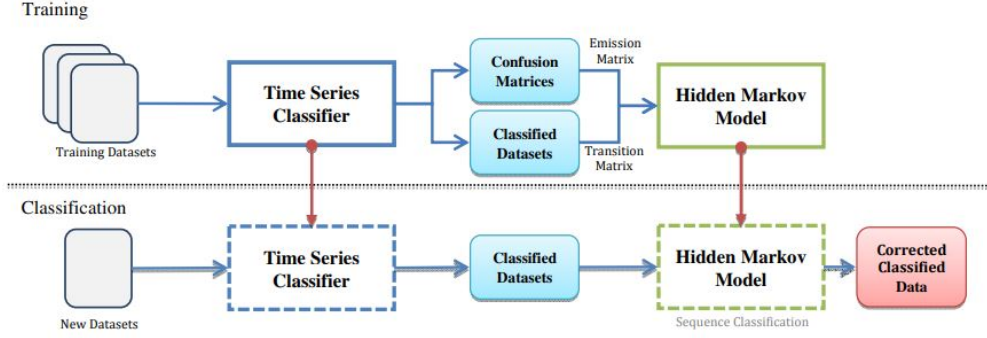 Training
Training Datasets
Time Series
Classifier
Confusion
Matrices
Classified
Datasets
Emission
Matrix
Transition
Matrix
Hidden Markov
Model
Classification
New Datasets
Time Series
Classifier
Classified
Datasets
Hidden Markov
Model
Sequence Classification
Corrected
Classified
Data